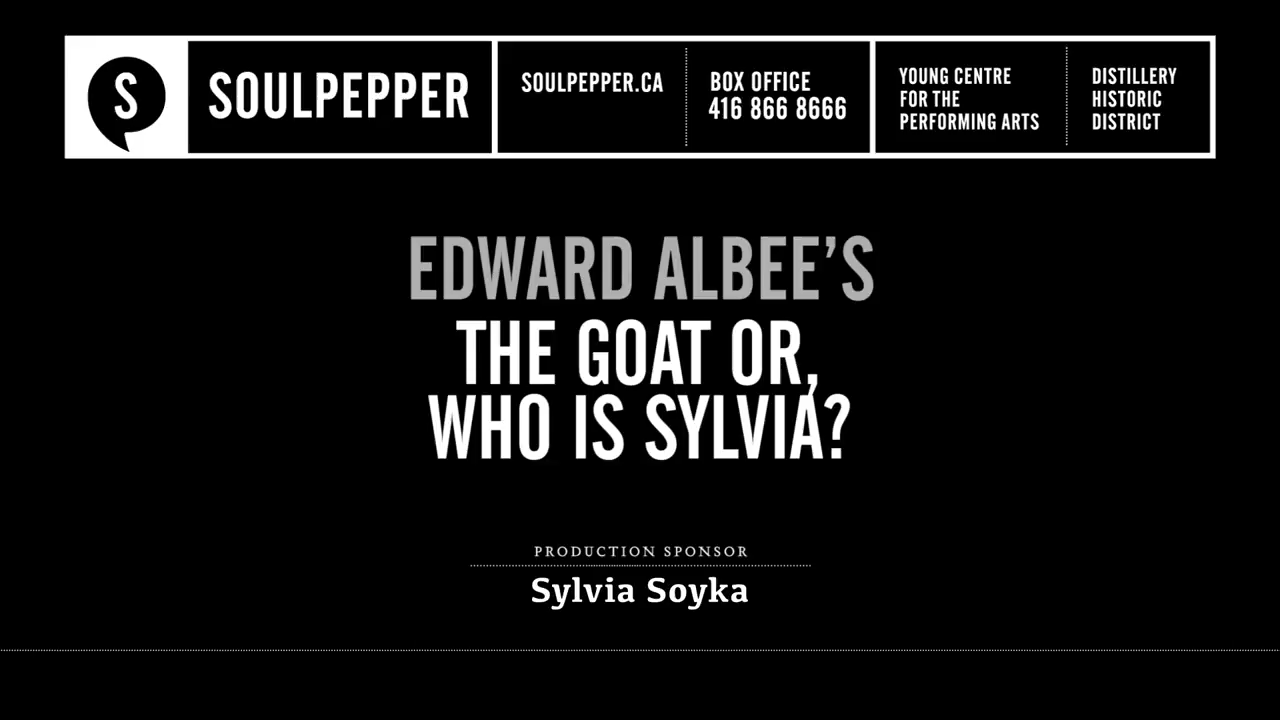 S
SOULPEPPER
SOULPEPPER.CA
BOX OFFICE
416 866 8666
YOUNG CENTRE
FOR THE
PERFORMING ARTS
DISTILLERY
HISTORIC
DISTRICT
EDWARD ALBEE’S
THE GOAT OR,
WHO IS SYLVIA?
PRODUCTION SPONSOR
Sylvia Soyka